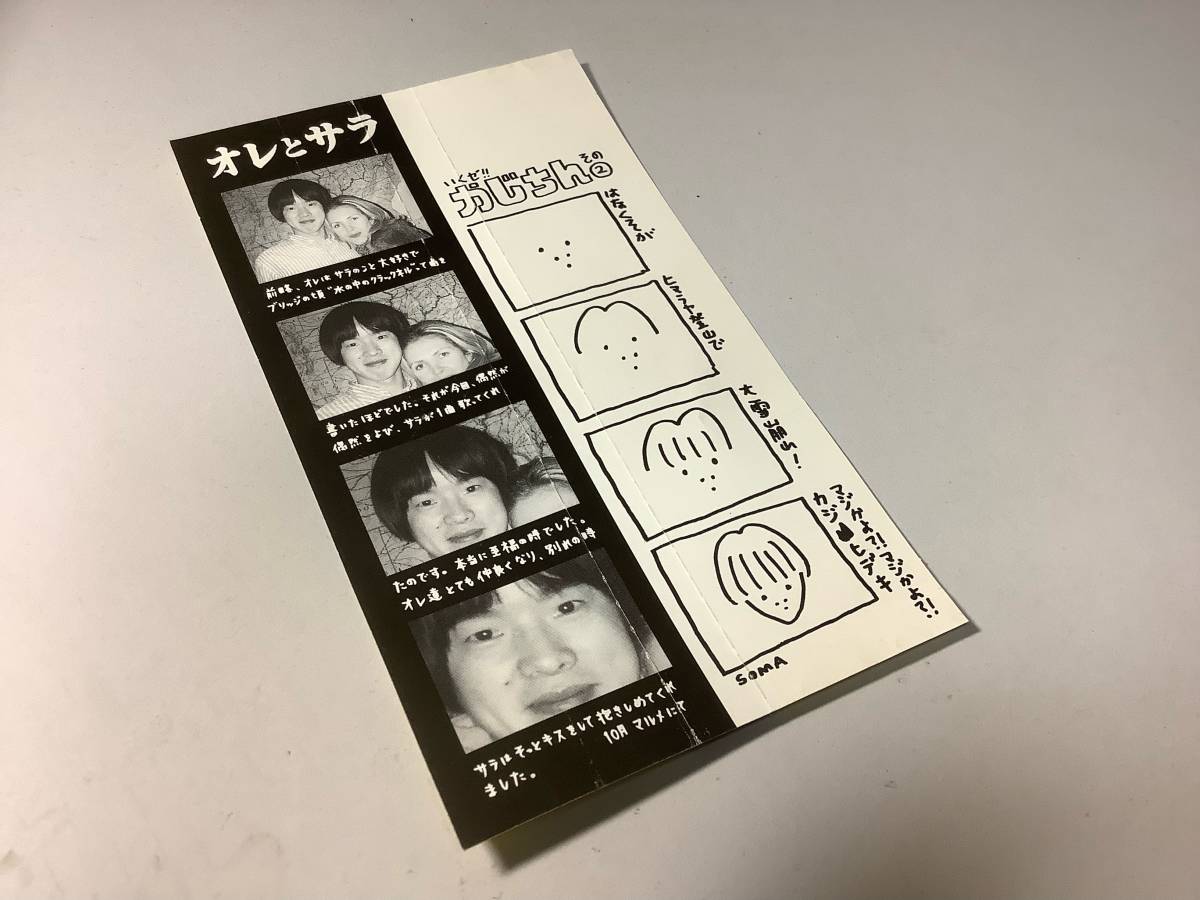 オレとサラ
前略、オレはサラのこと大好きで
ブリッジの頃"水の中のクラックネル"って曲を
書いたほどでした。それが今回、偶然が
偶然をよび、サラが1曲歌ってくれ
たのです。本当に至福の時でした。
オレ達とても仲良くなり、別れの時
サラはそっとキスをして抱きしめてくれ
ました。
10月 マルメにて
いくぜ!!
かじちん。
その②
はなくそが
ヒマラヤ登山で
大雪崩!
マジかよ?!マジかよ?!
カジヒデキ
SOMA